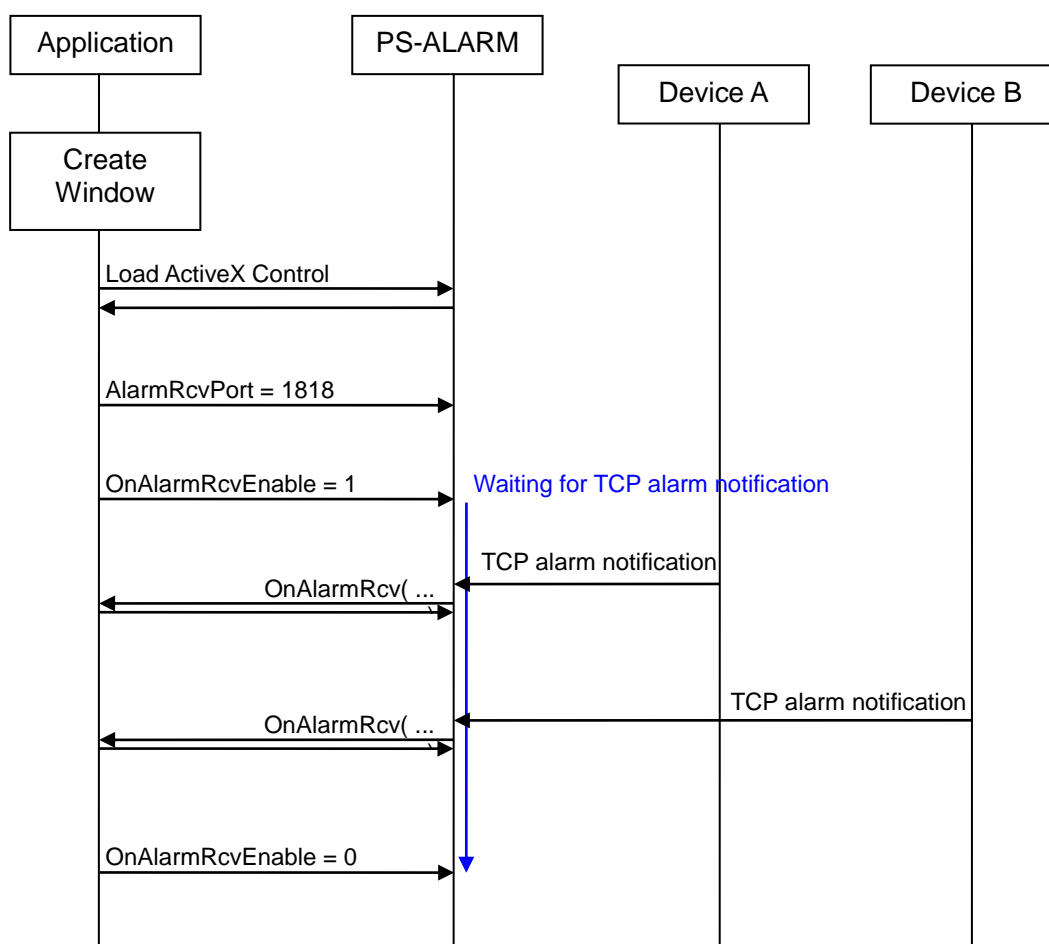 Application
PS-ALARM
Device A
Device B
Create
Window
Load ActiveX Control
AlarmRcvPort = 1818
OnAlarmRcvEnable = 1
Waiting for TCP alarm notification
TCP alarm notification
OnAlarmRcv( ...
TCP alarm notification
OnAlarmRcv( ...
OnAlarmRcvEnable = 0